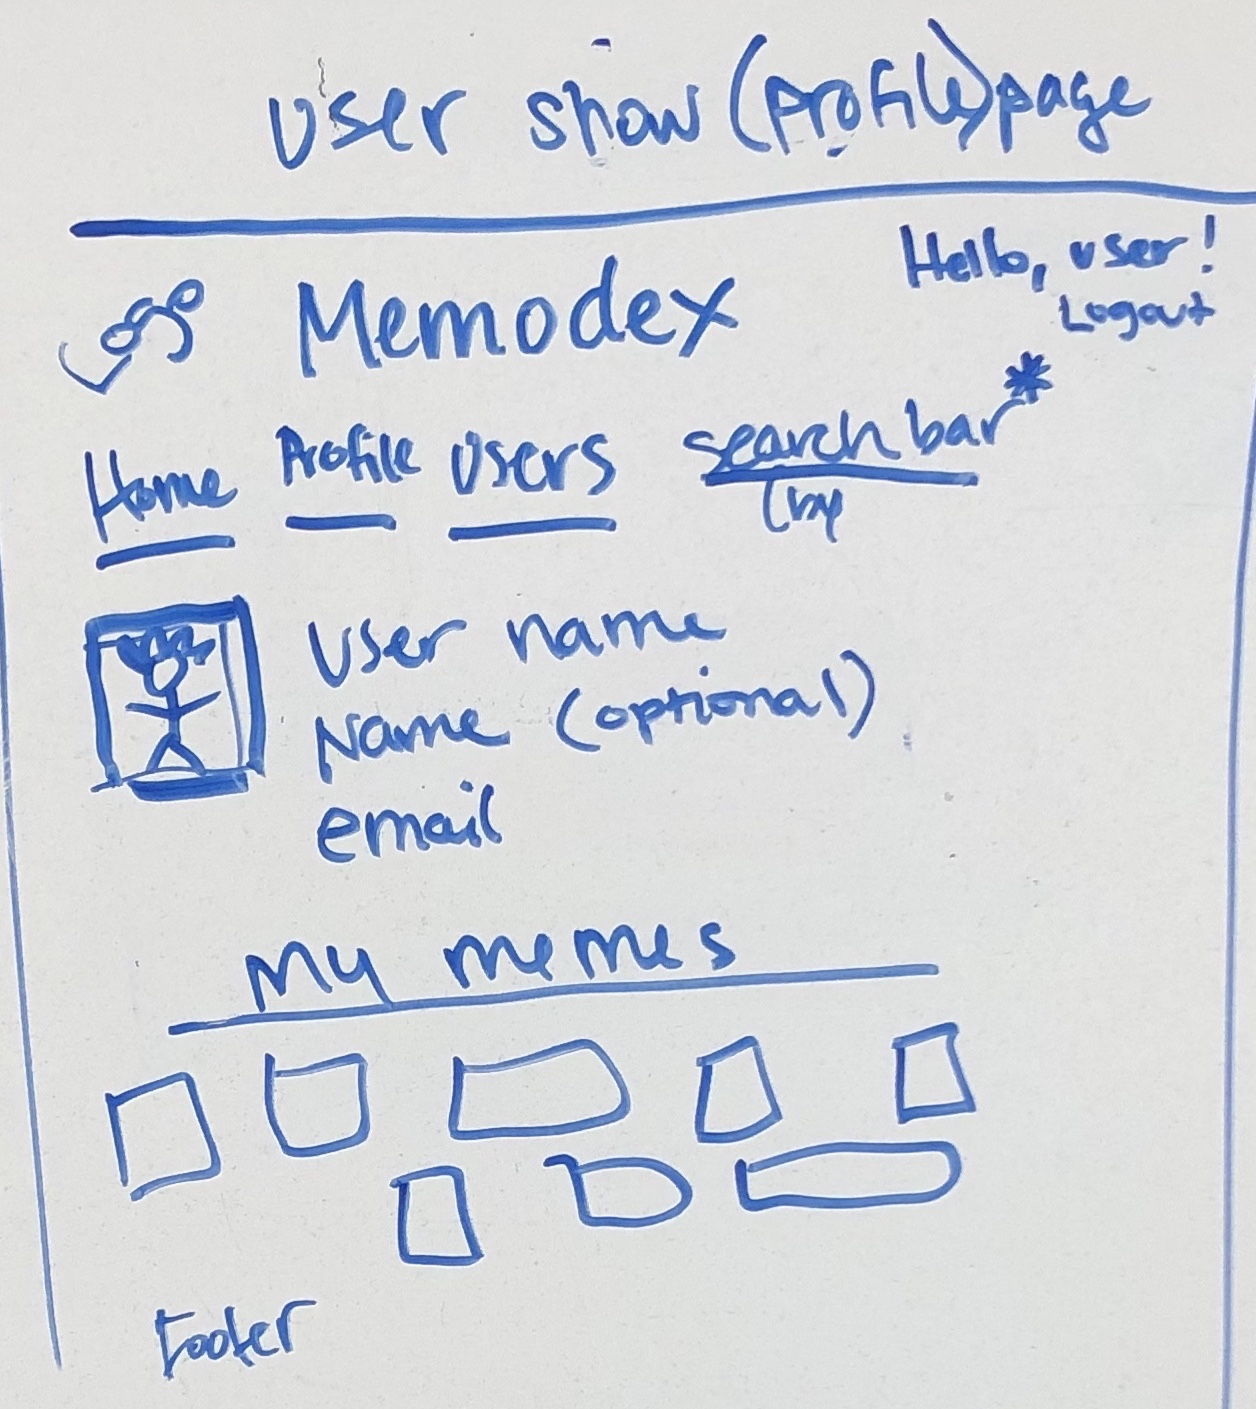 User show (profile) page
Hello, user!
Logout
Memodex
Home Profile Users search bar*
(by
User name
Name (optional)
email
My memes
Footer